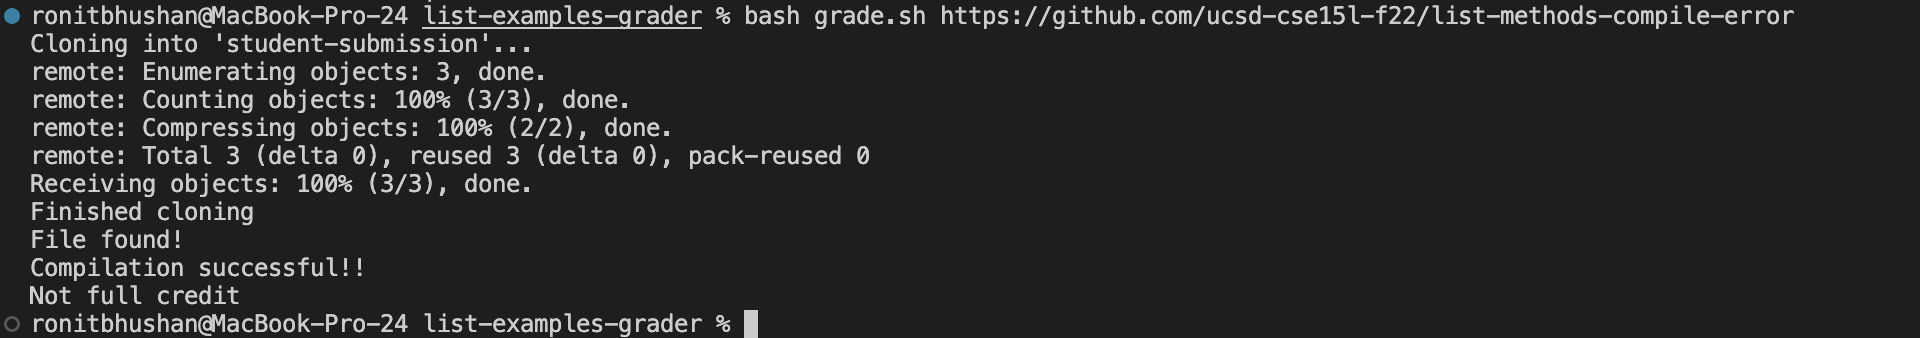 ronitbhushan@MacBook-Pro-24 list-examples-grader % bash grade.sh https://github.com/ucsd-cse15l-f22/list-methods-compile-error
Cloning into 'student-submission'...
remote: Enumerating objects: 3, done.
remote: Counting objects: 100% (3/3), done.
remote: Compressing objects: 100% (2/2), done.
remote: Total 3 (delta 0), reused 3 (delta 0), pack-reused 0
Receiving objects: 100% (3/3), done.
Finished cloning
File found!
Compilation successful!!
Not full credit
ronitbhushan@MacBook-Pro-24 list-examples-grader %